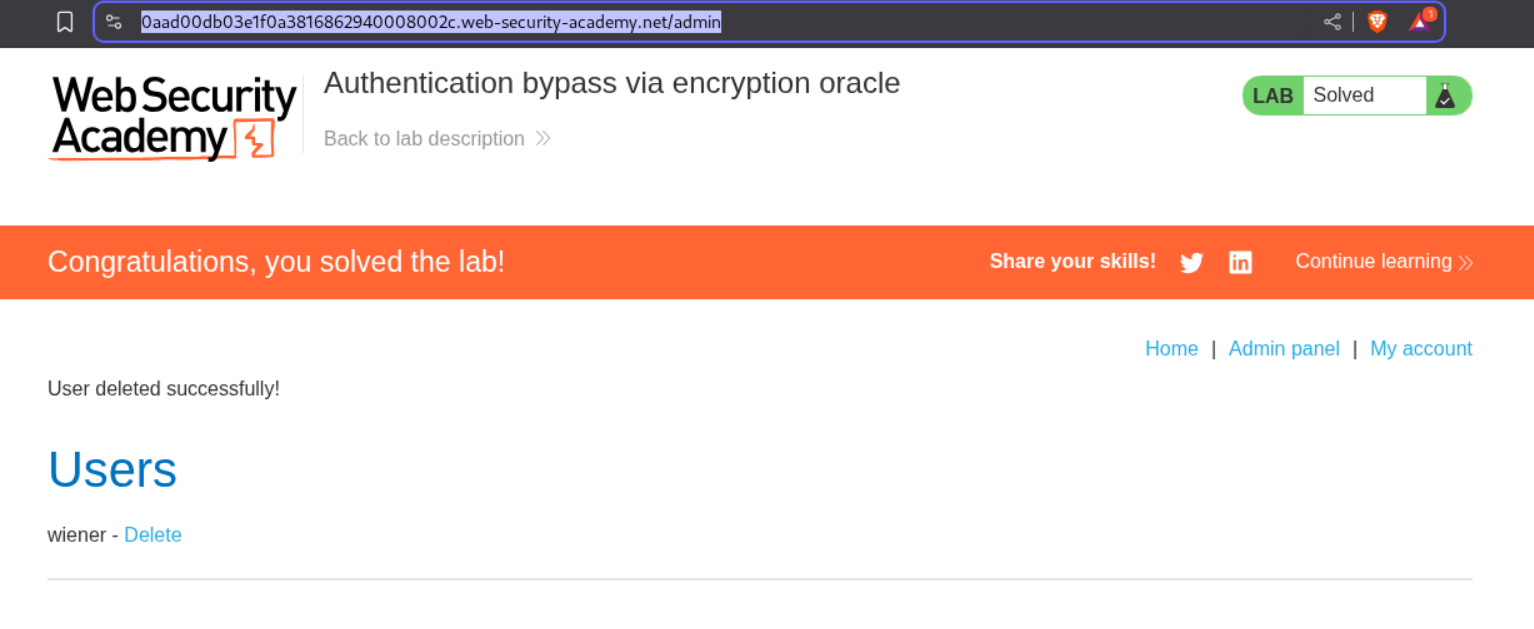 0aad00db03e1f0a3816862940008002c.web-security-academy.net/admin
1
Web Security
Academy
Authentication bypass via encryption oracle
Back to lab description
LAB Solved
Congratulations, you solved the lab!
Share your skills!
in
Continue learning
Home | Admin panel | My account
User deleted successfully!
Users
wiener - Delete